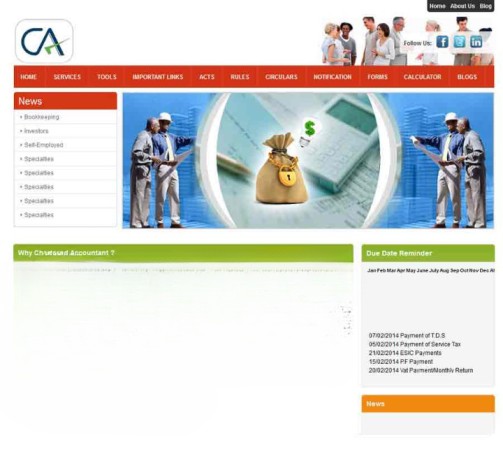 Home About Us Blog
CA
Follow Us:
HOME SERVICES TOOLS IMPORTANT LINKS ACTS RULES CIRCULARS NOTIFICATION FORMS CALCULATOR BLOGS
News
Bookkeeping
Investors
Self-Employed
Specialties
Specialties
Specialties
Specialties
Specialties
Why Chartered Accountant ?
Due Date Reminder
Jan Feb Mar Apr May June July Aug Sep Oct Nov Dec Al
07/02/2014 Payment of T.D.S
05/02/2014 Payment of Service Tax
21/02/2014 ESIC Payments
15/02/2014 P.F Payment
20/02/2014 Vat Payment/Monthly Return
News